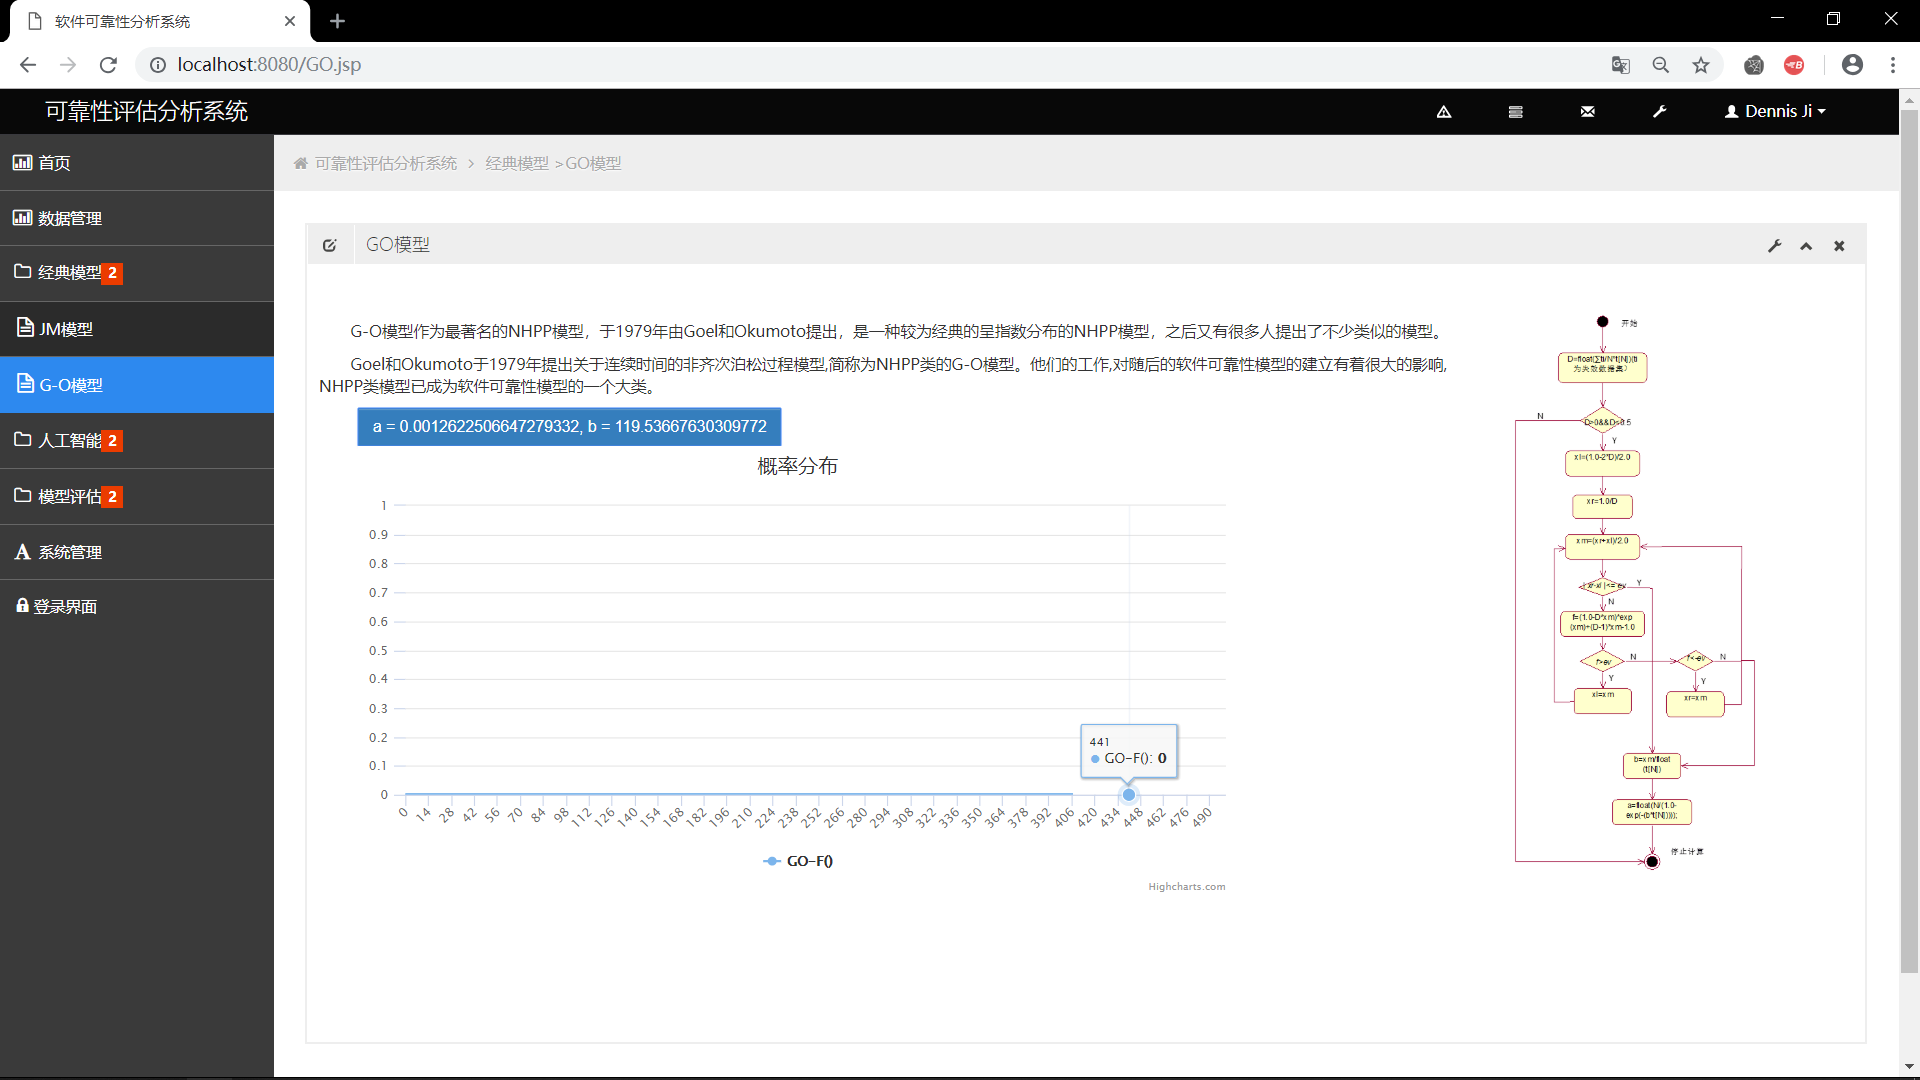 软件可靠性分析系统
localhost:8080/GO.jsp
可靠性评估分析系统
Dennis Ji
首页
数据管理
经典模型 2
JM模型
G-O模型
人工智能 2
模型评估 2
系统管理
登录界面
可靠性评估分析系统 > 经典模型 >GO模型
GO模型
G-O模型作为最著名的NHPP模型，于1979年由Goel和Okumoto提出，是一种较为经典的呈指数分布的NHPP模型，之后又有很多人提出了不少类似的模型。
Goel和Okumoto于1979年提出关于连续时间的非齐次泊松过程模型,简称为NHPP类的G-O模型。他们的工作,对随后的软件可靠性模型的建立有着很大的影响,
NHPP类模型已成为软件可靠性模型的一个大类。
a = 0.0012622506647279332, b = 119.53667630309772
概率分布
1
0.9
0.8
0.7
0.6
0.5
0.4
0.3
0.2
0.1
0
441
GO-F(): 0
0 14 28 42 56 70 84 98 112 126 140 154 168 182 196 210 224 238 252 266 280 294 308 322 336 350 364 378 392 406 420 434 448 462 476 490
GO-F()
Highcharts.com
开始
D=float(∑ti/N*t[N])(ti
为失效数据集)
N
D>0&&D<0.5
Y
xl=(1.0-2*D)/2.0
xr=1.0/D
xm=(xr+xl)/2.0
| xr-xl |<= ev
Y
N
f=(1.0-D*xm)*exp
(xm)+(D-1)*xm-1.0
f>ev
N
f<-ev
N
Y
Y
xl=xm
xr=xm
b=xm/float
(t[N])
a=float(N/(1.0-
exp(-(b*t[N]))));
停止计算